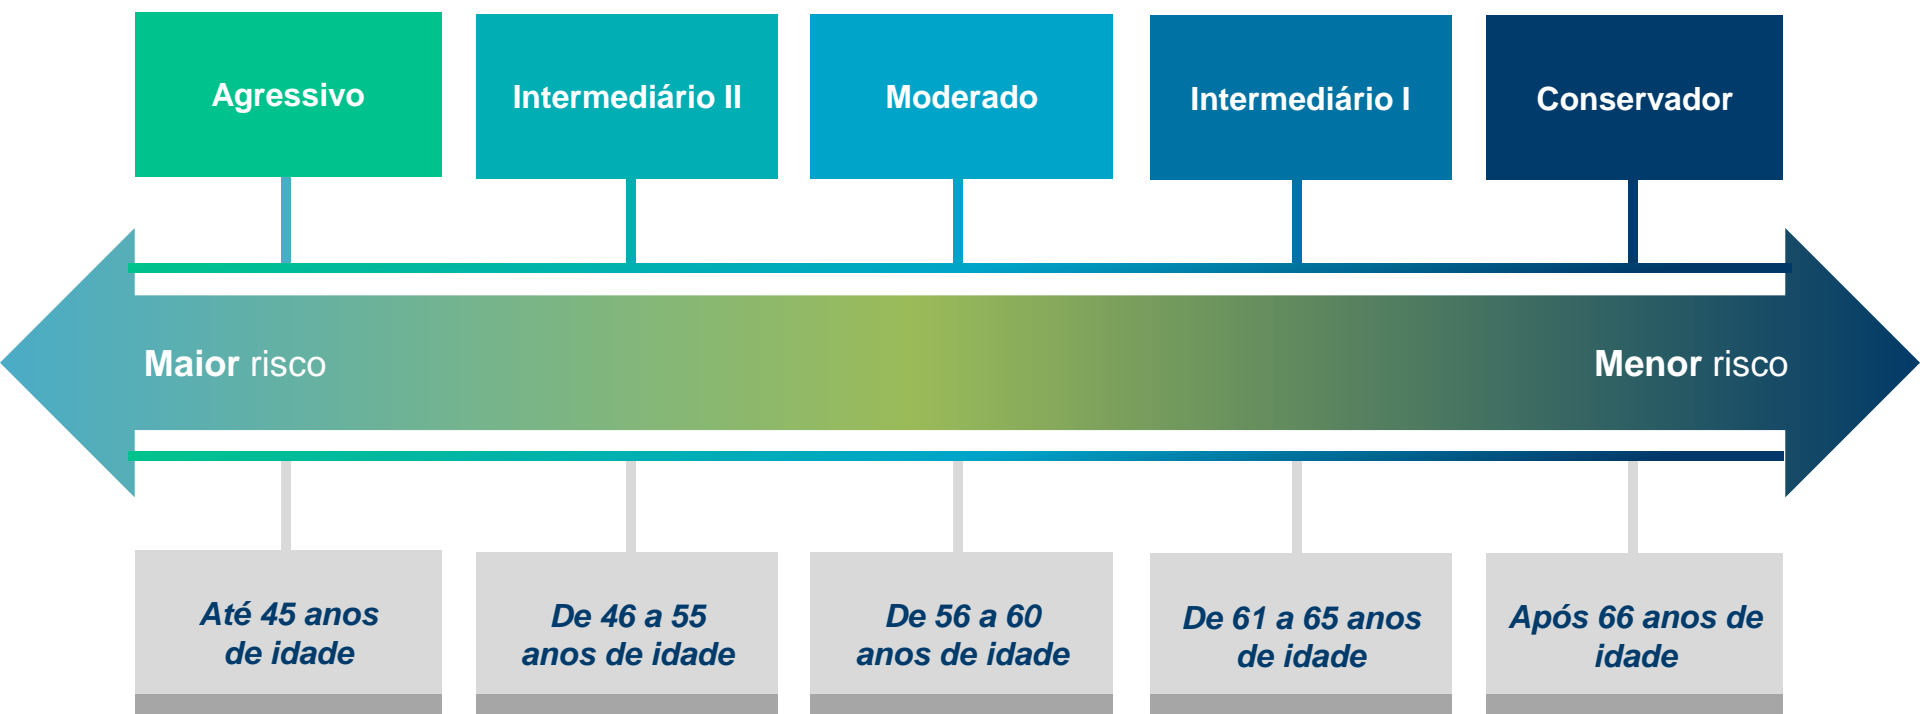 Agressivo
Intermediário II
Moderado
Intermediário I
Conservador
Maior risco
Menor risco
Até 45 anos
de idade
De 46 a 55
anos de idade
De 56 a 60
anos de idade
De 61 a 65 anos
de idade
Após 66 anos de
idade